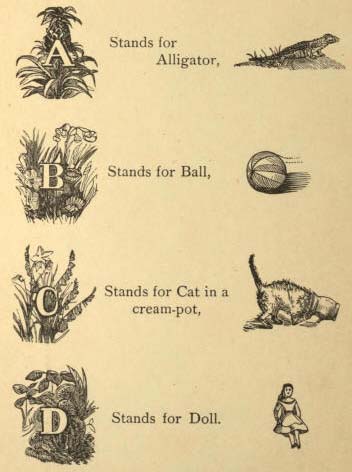 A
Stands for
Alligator,
B
Stands for Ball,
C
Stands for Cat in a
cream-pot,
D
Stands for Doll.